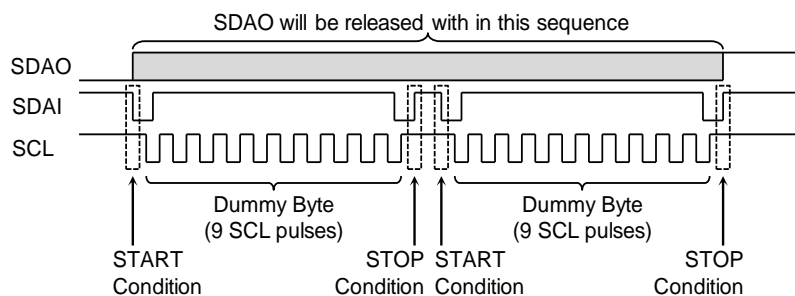 SDAO will be released with in this sequence
SDAO
SDAI
SCL
Dummy Byte
(9 SCL pulses)
Dummy Byte
(9 SCL pulses)
START
Condition
STOP
Condition
START
Condition
STOP
Condition